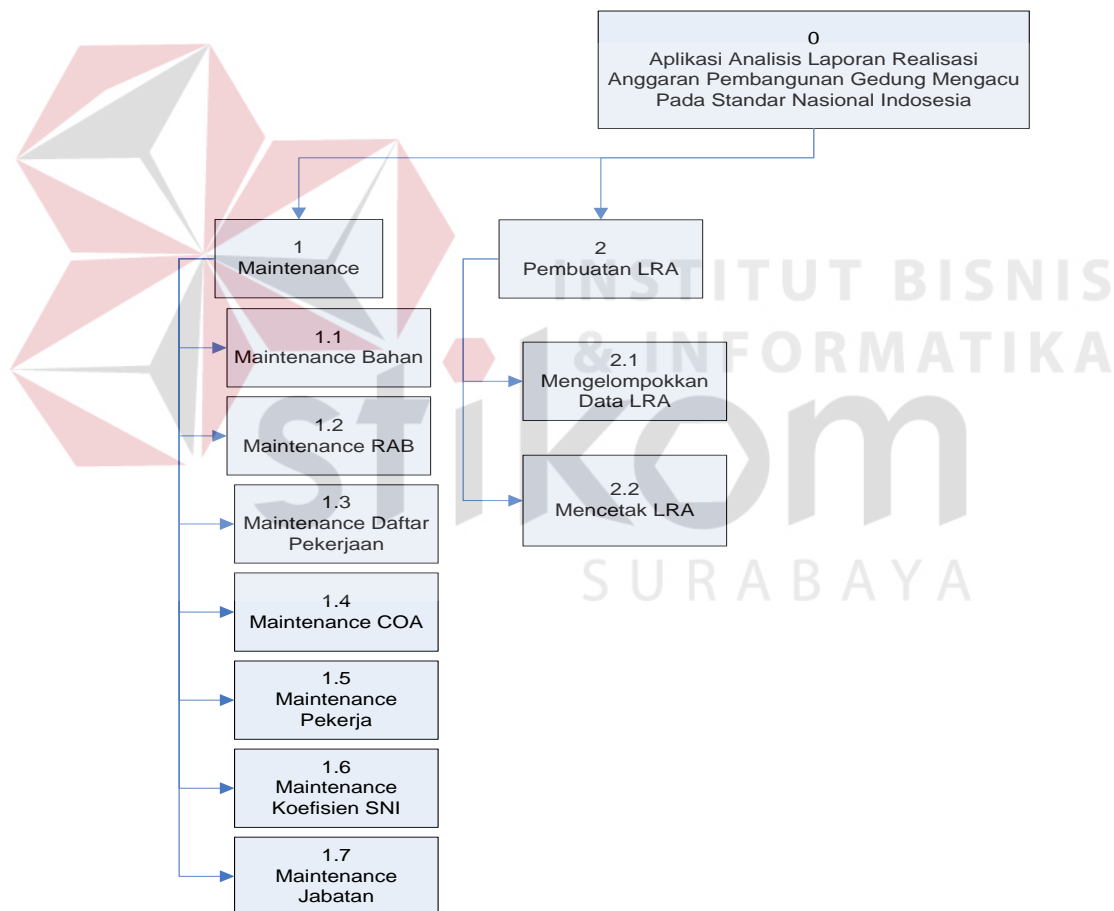 0
Aplikasi Analisis Laporan Realisasi
Anggaran Pembangunan Gedung Mengacu
Pada Standar Nasional Indosesia
1
Maintenance
2
Pembuatan LRA
1.1
Maintenance Bahan
1.2
Maintenance RAB
1.3
Maintenance Daftar
Pekerjaan
1.4
Maintenance COA
1.5
Maintenance
Pekerja
1.6
Maintenance
Koefisien SNI
1.7
Maintenance
Jabatan
2.1
Mengelompokkan
Data LRA
2.2
Mencetak LRA
INSTITUT BISNIS
& INFORMATIKA
stikom
SURABAYA